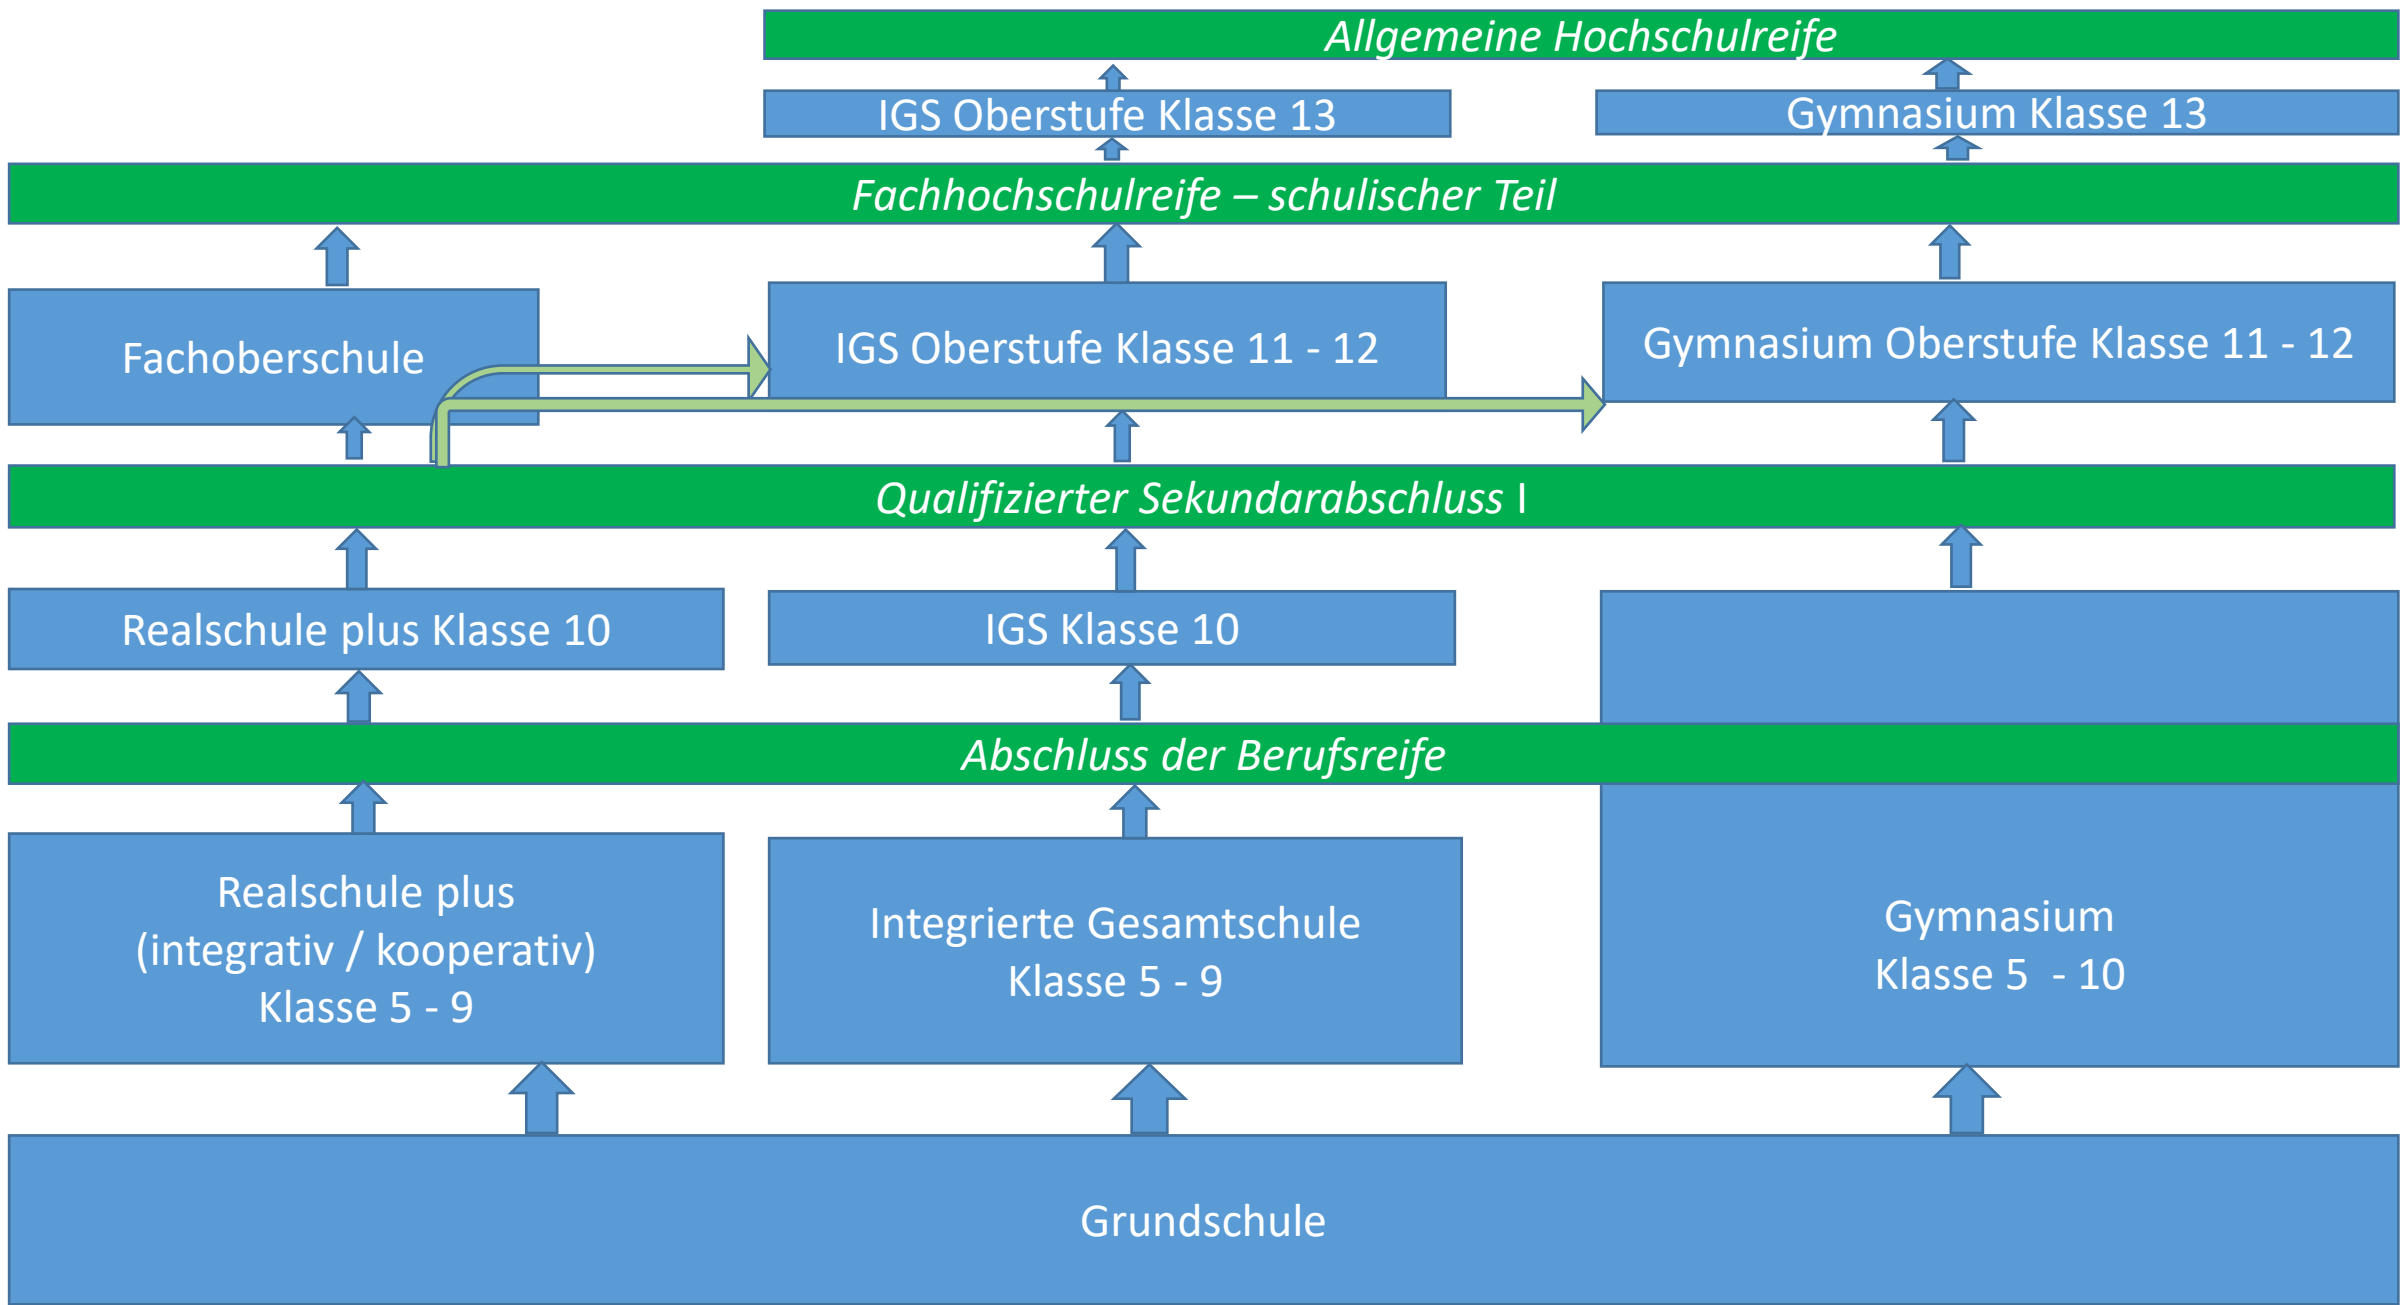 Allgemeine Hochschulreife
IGS Oberstufe Klasse 13
Gymnasium Klasse 13
Fachhochschulreife – schulischer Teil
Fachoberschule
IGS Oberstufe Klasse 11 - 12
Gymnasium Oberstufe Klasse 11 - 12
Qualifizierter Sekundarabschluss I
Realschule plus Klasse 10
IGS Klasse 10
Abschluss der Berufsreife
Realschule plus
(integrativ / kooperativ)
Klasse 5 - 9
Integrierte Gesamtschule
Klasse 5 - 9
Gymnasium
Klasse 5  - 10
Grundschule